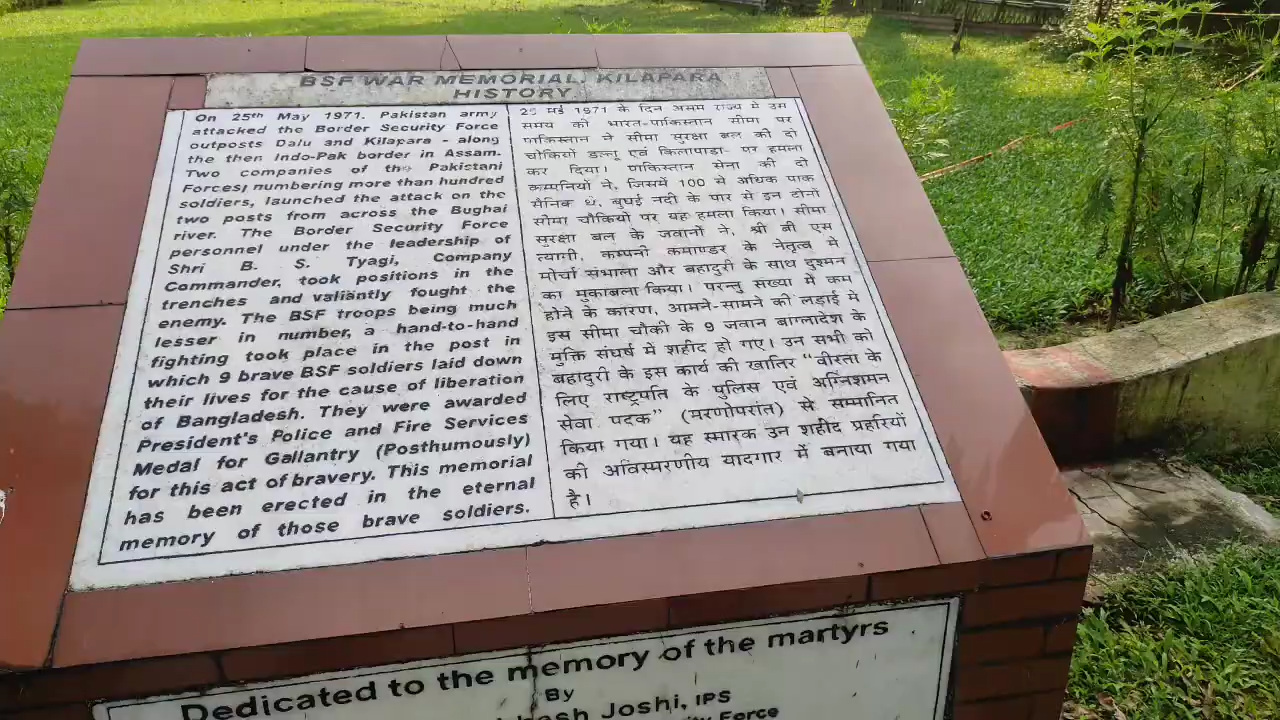 BSF WAR MEMORIAL, KILAPARA
HISTORY
On 25th May 1971, Pakistan army
attacked the Border Security Force
outposts Dalu and Kilapara - along
the then Indo-Pak border in Assam.
Two companies of the Pakistani
Forces, numbering more than hundred
soldiers, launched the attack on the
two posts from across the Bughai
river. The Border Security Force
personnel under the leadership of
Shri B. S. Tyagi, Company
Commander, took positions in the
trenches and valiantly fought the
enemy. The BSF troops being much
lesser in number, a hand-to-hand
fighting took place in the post in
which 9 brave BSF soldiers laid down
their lives for the cause of liberation
of Bangladesh. They were awarded
President's Police and Fire Services
Medal for Gallantry (Posthumously)
for this act of bravery. This memorial
has been erected in the eternal
memory of those brave soldiers.
25 मई 1971 के दिन असम राज्य में उस
समय की भारत-पाकिस्तान सीमा पर
पाकिस्तान ने सीमा सुरक्षा बल की दो
चौकियों डल्लू एवं किलापाडा- पर हमला
कर दिया। पाकिस्तान सेना की दो
कम्पनियों ने, जिसमें 100 से अधिक पाक
सैनिक थे, बुघई नदी के पार से इन दोनों
सीमा चौकियों पर यह हमला किया। सीमा
सुरक्षा बल के जवानों ने, श्री बी एस
त्यागी, कम्पनी कमाण्डर के नेतृत्व में
मोर्चा संभाला और बहादुरी के साथ दुश्मन
का मुकाबला किया। परन्तु संख्या में कम
होने के कारण, आमने-सामने की लड़ाई में
इस सीमा चौकी के 9 जवान बांग्लादेश के
मुक्ति संघर्ष में शहीद हो गए। उन सभी को
बहादुरी के इस कार्य की खातिर "वीरता के
लिए राष्ट्रपति के पुलिस एवं अग्निशमन
सेवा पदक" (मरणोपरांत) से सम्मानित
किया गया। यह स्मारक उन शहीद प्रहरियों
की अविस्मरणीय यादगार में बनाया गया
है।
Dedicated to the memory of the martyrs
By
Joshi, IPS
Force